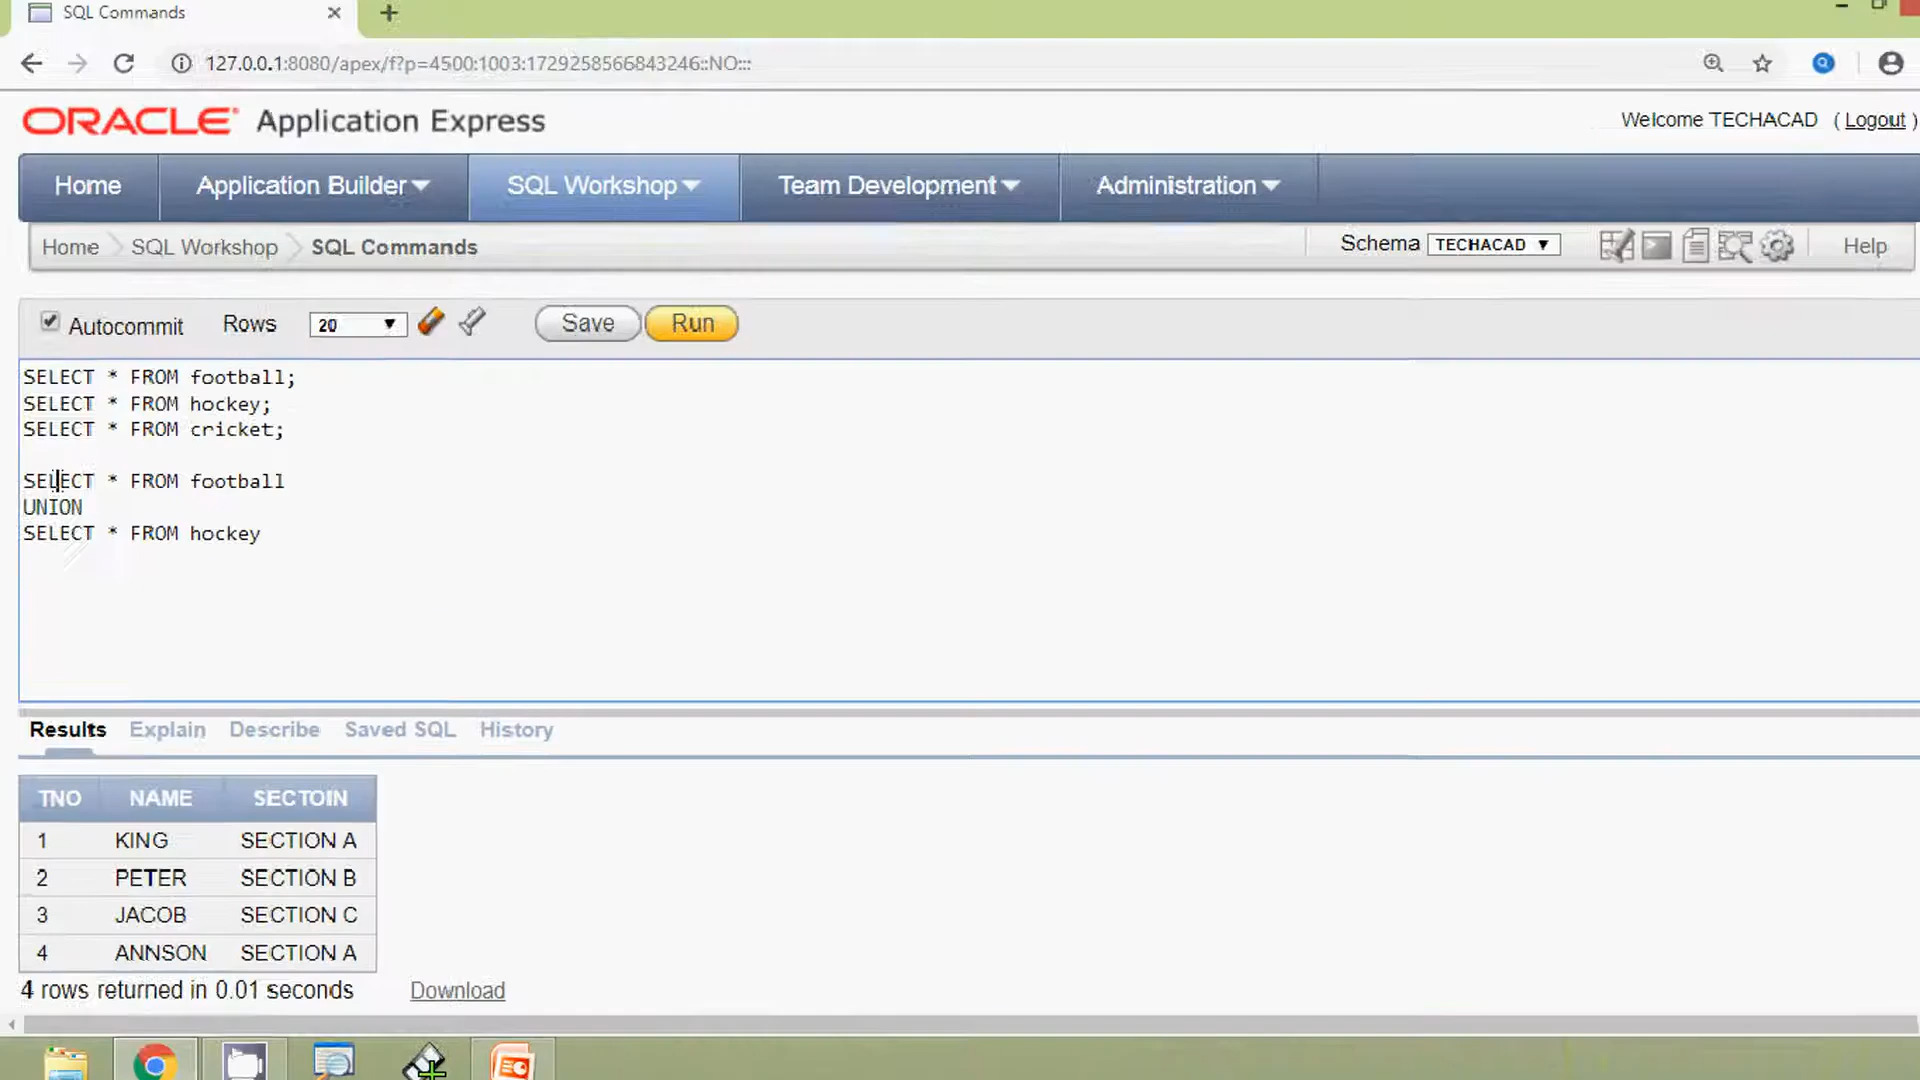 SQL Commands
127.0.0.1:8080/apex/f?p=4500:1003:1729258566843246::NO:::
ORACLE Application Express
Welcome TECHACAD ( Logout )
Home Application Builder SQL Workshop Team Development Administration
Home SQL Workshop SQL Commands Schema TECHACAD Help
Autocommit Rows 20 Save Run
SELECT * FROM football;
SELECT * FROM hockey;
SELECT * FROM cricket;
SELECT * FROM football
UNION
SELECT * FROM hockey
Results Explain Describe Saved SQL History
TNO NAME SECTOIN
1 KING SECTION A
2 PETER SECTION B
3 JACOB SECTION C
4 ANNSON SECTION A
4 rows returned in 0.01 seconds Download